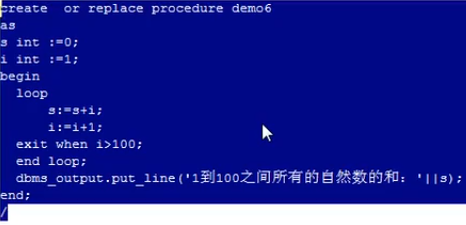 create  or replace procedure demo6
as
s int :=0;
i int :=1;
begin
  loop
      s:=s+i;
      i:=i+1;
  exit when i>100;
  end loop;
  dbms_output.put_line('1到100之间所有的自然数的和: '||s);
end;
/